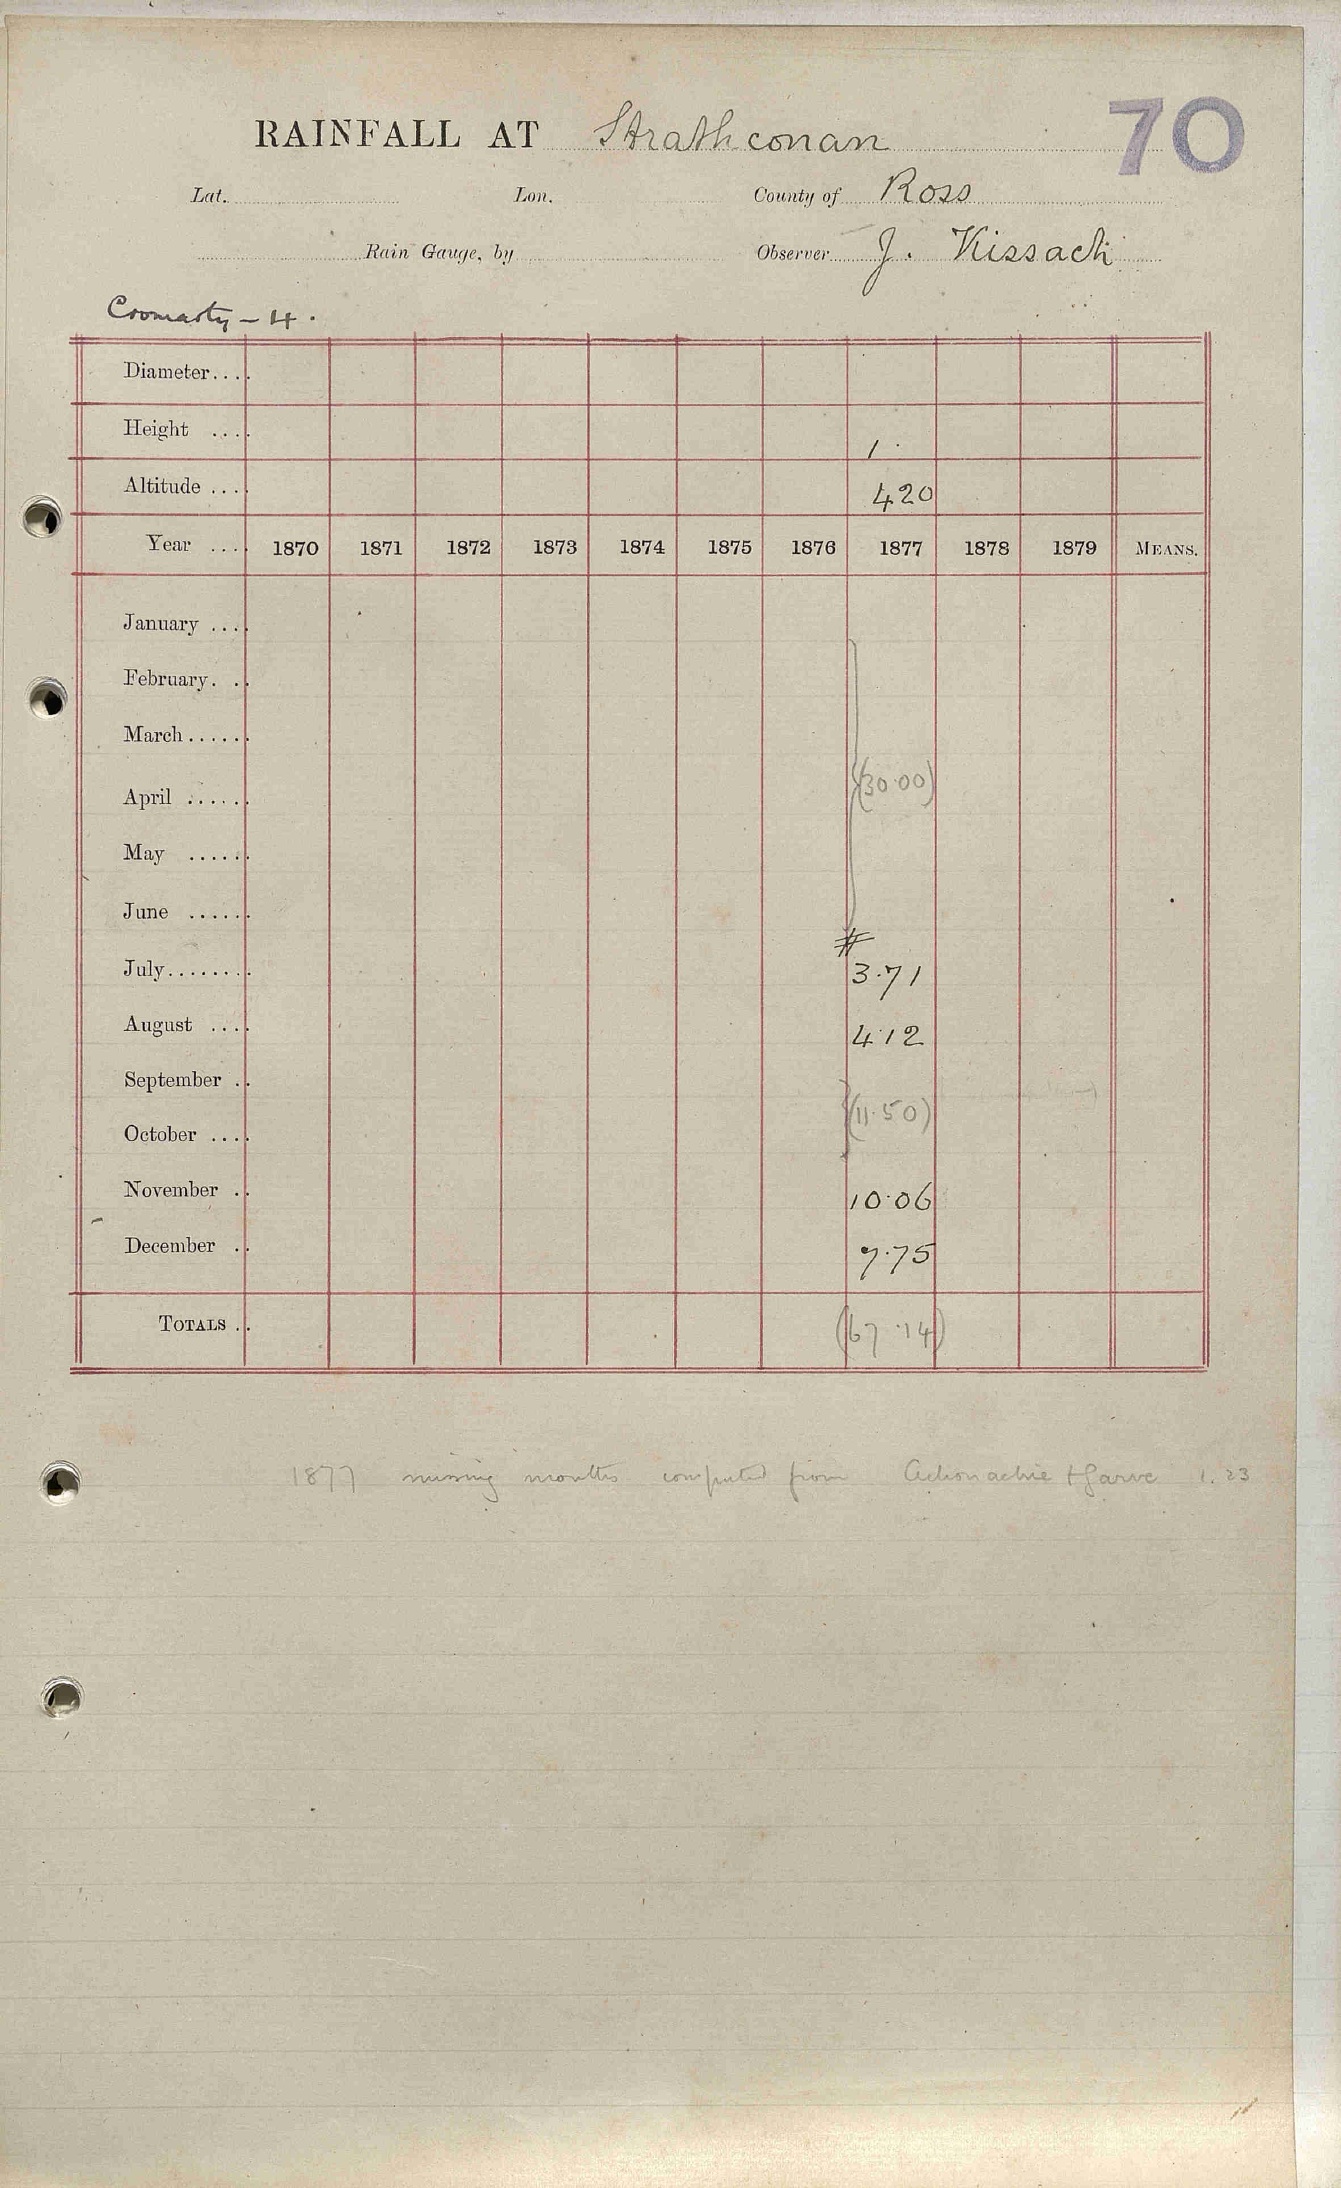 70
RAINFALL AT Strathconan
Lat. Lon. County of Ross
Rain Gauge, by Observer J. Kissack
Cromarty - 4.
Diameter....
Height .... 1.
Altitude .... 420
Year .... 1870 1871 1872 1873 1874 1875 1876 1877 1878 1879 MEANS.
January ....
February. ..
March......
(30.00)
April ......
May ......
June ......
#
July........ 3.71
August .... 4.12
September ..
(11.50)
October ....
November .. 10.06
December .. 7.75
TOTALS .. (67.14)
1877 missing months computed from Achonachie & Garve 1.23